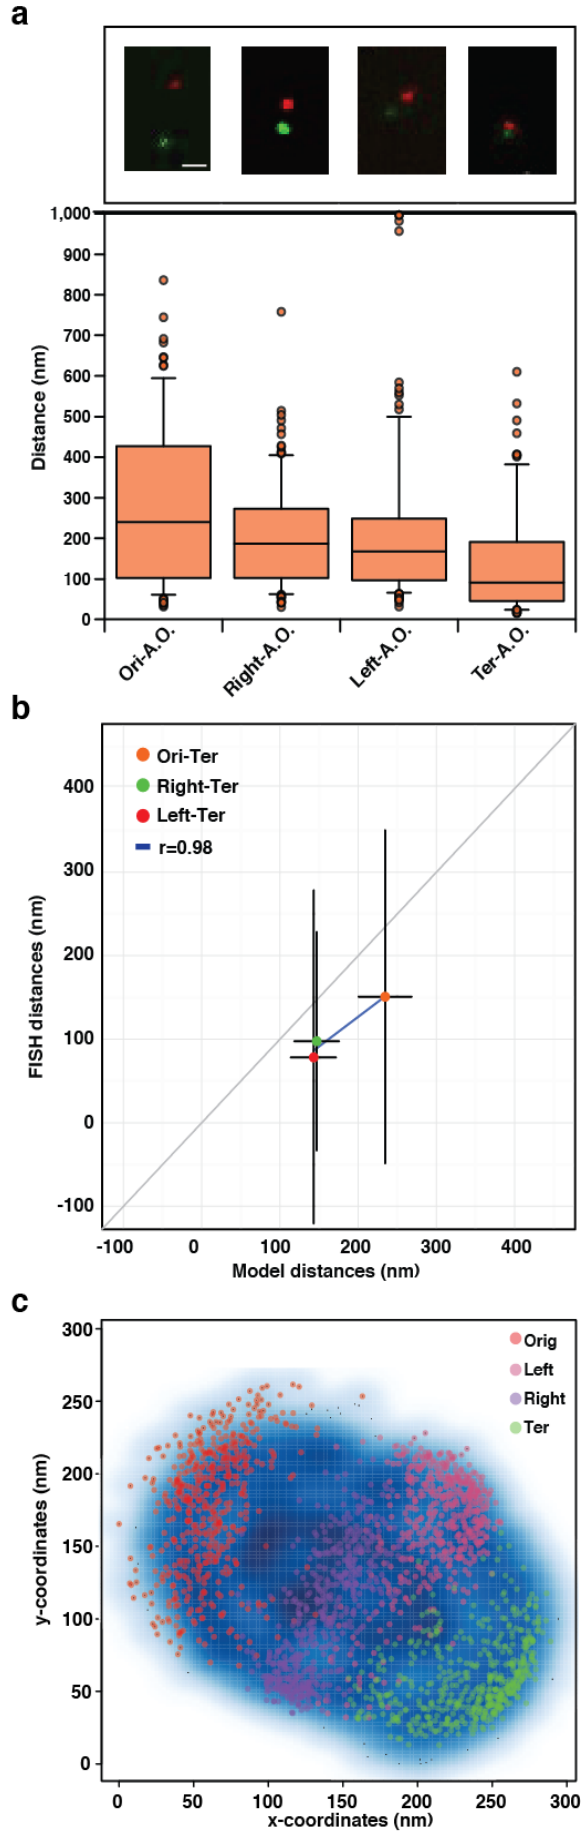 a
1,000
900
800
700
600
500
400
300
200
100
0
Distance (nm)
Ori-A.O.
Right-A.O.
Left-A.O.
Ter-A.O.
b
Ori-Ter
Right-Ter
Left-Ter
r=0.98
400
300
200
100
0
-100
FISH distances (nm)
-100 0 100 200 300 400
Model distances (nm)
c
Orig
Left
Right
Ter
300
250
200
150
100
50
0
y-coordinates (nm)
0 50 100 150 200 250 300
x-coordinates (nm)